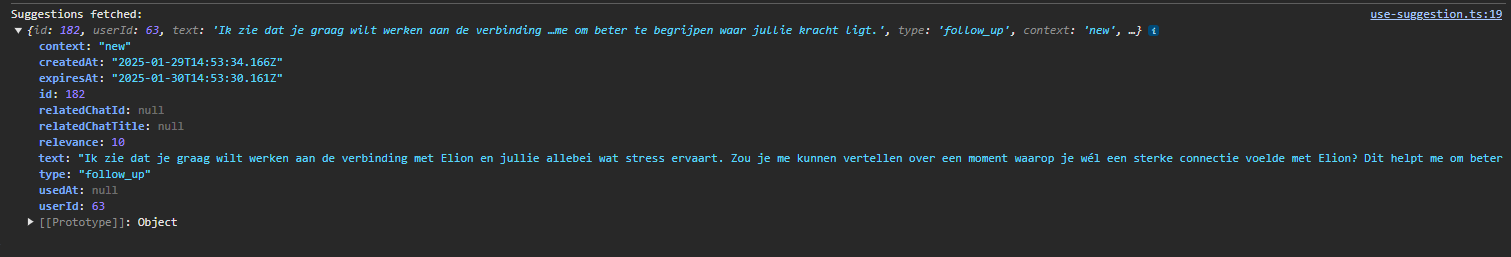 Suggestions fetched: use-suggestion.ts:19
▼ {id: 182, userId: 63, text: 'Ik zie dat je graag wilt werken aan de verbinding …me om beter te begrijpen waar jullie kracht ligt.', type: 'follow_up', context: 'new', …} i
context: "new"
createdAt: "2025-01-29T14:53:34.166Z"
expiresAt: "2025-01-30T14:53:30.161Z"
id: 182
relatedChatId: null
relatedChatTitle: null
relevance: 10
text: "Ik zie dat je graag wilt werken aan de verbinding met Elion en jullie allebei wat stress ervaart. Zou je me kunnen vertellen over een moment waarop je wél een sterke connectie voelde met Elion? Dit helpt me om beter
type: "follow_up"
usedAt: null
userId: 63
▶ [[Prototype]]: Object